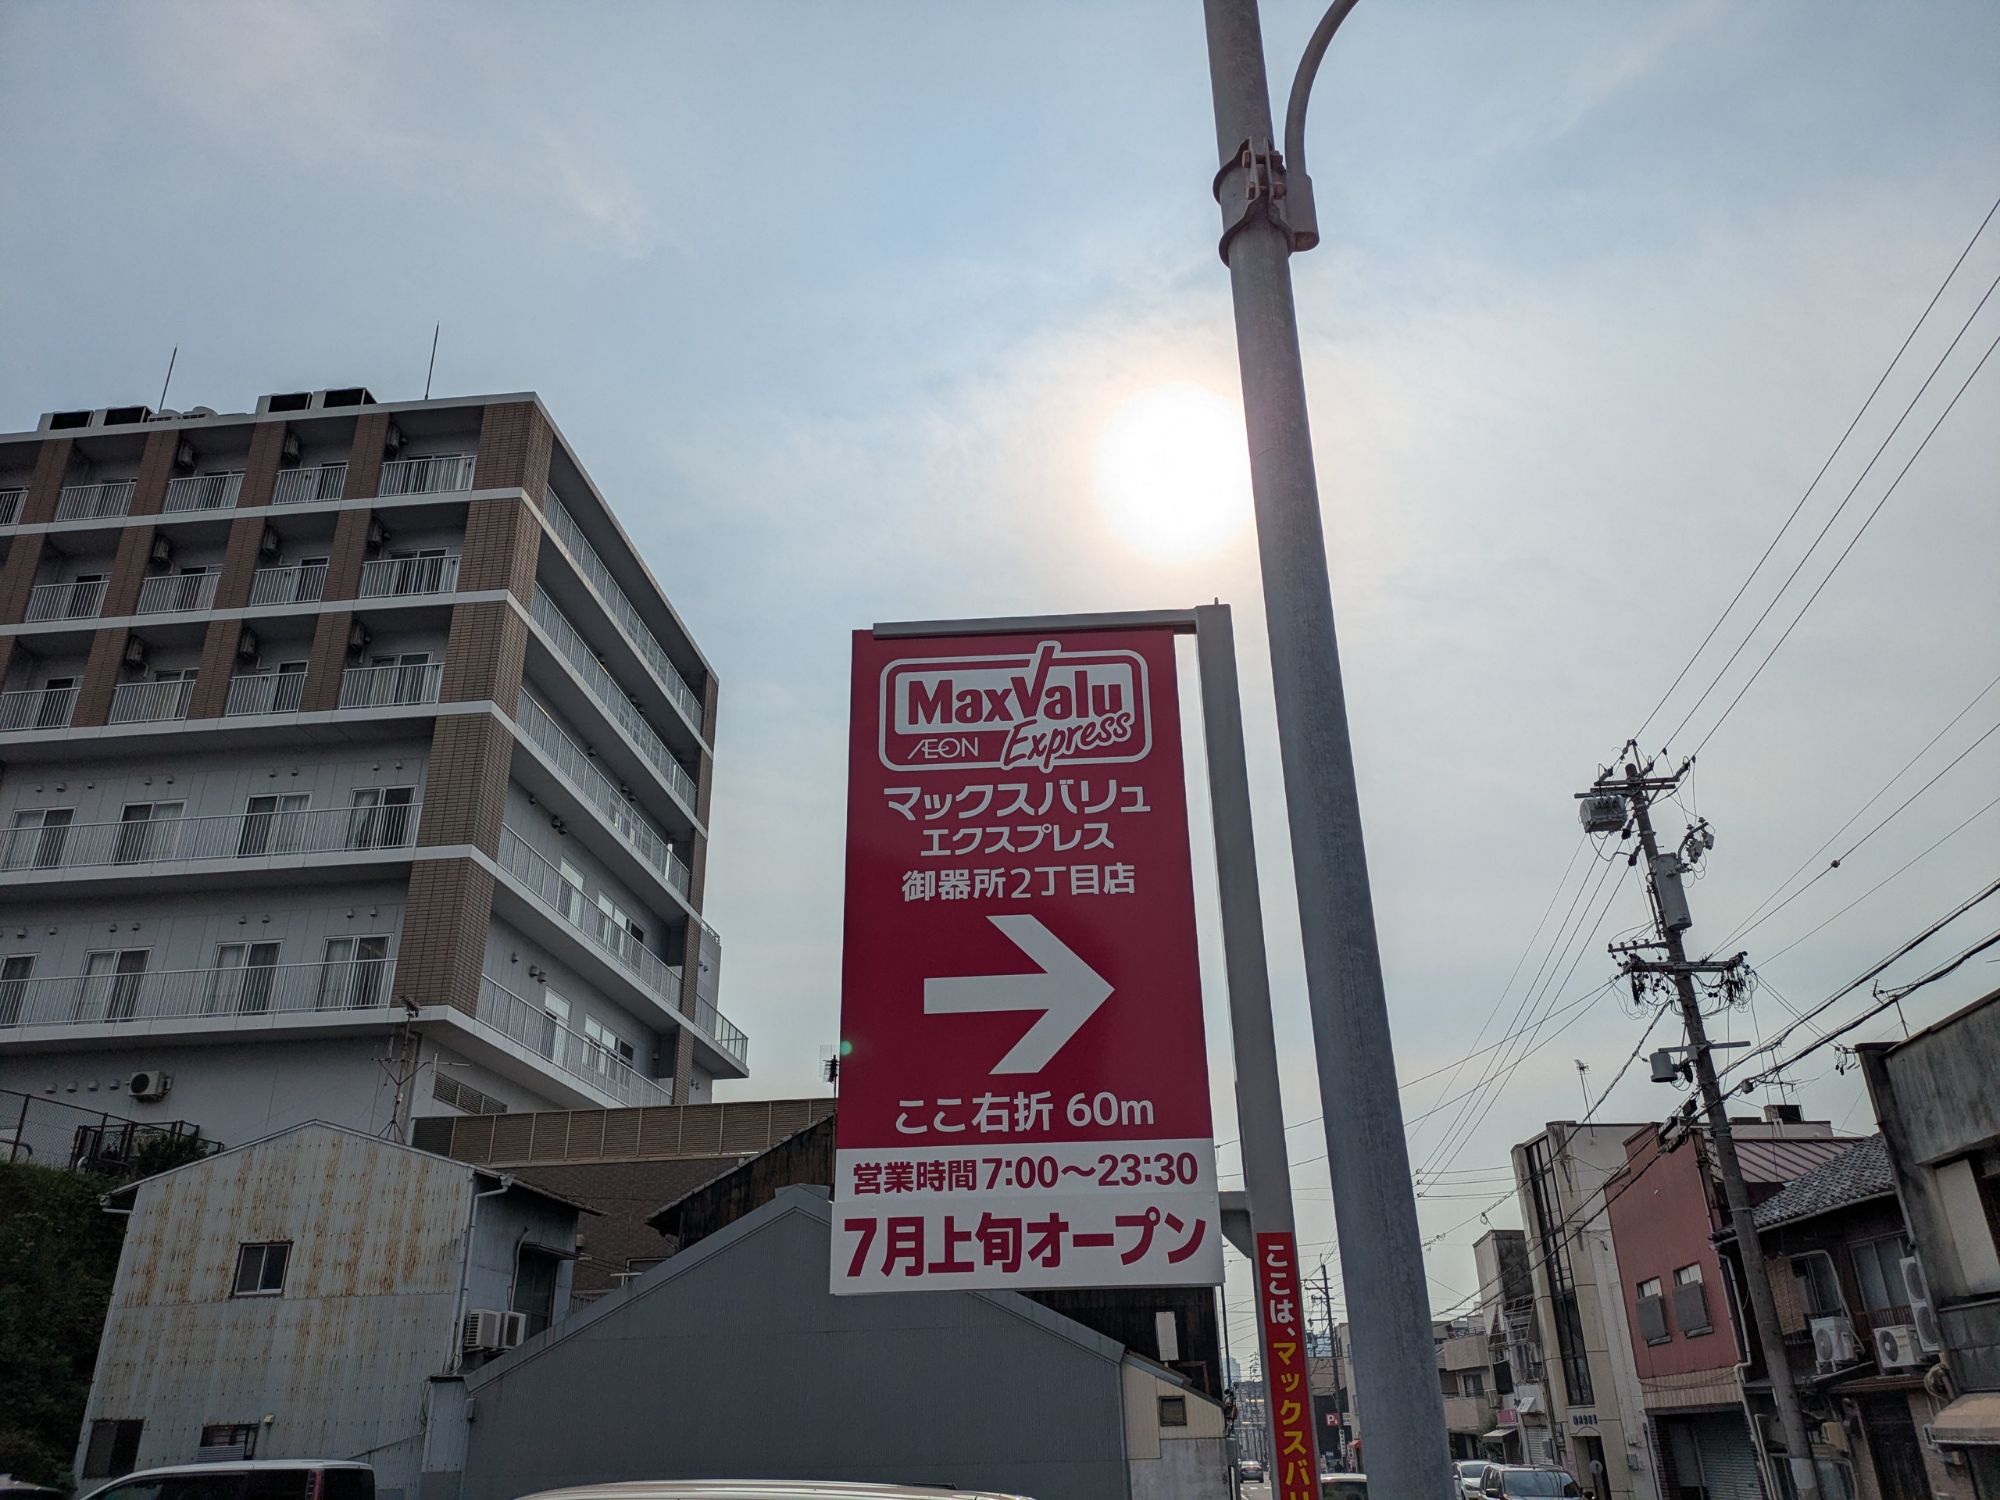 MaxValu
AEON Express
マックスバリュ
エクスプレス
御器所2丁目店
ここ右折 60m
営業時間7:00〜23:30
7月上旬オープン
ここは、マックスバリ
P